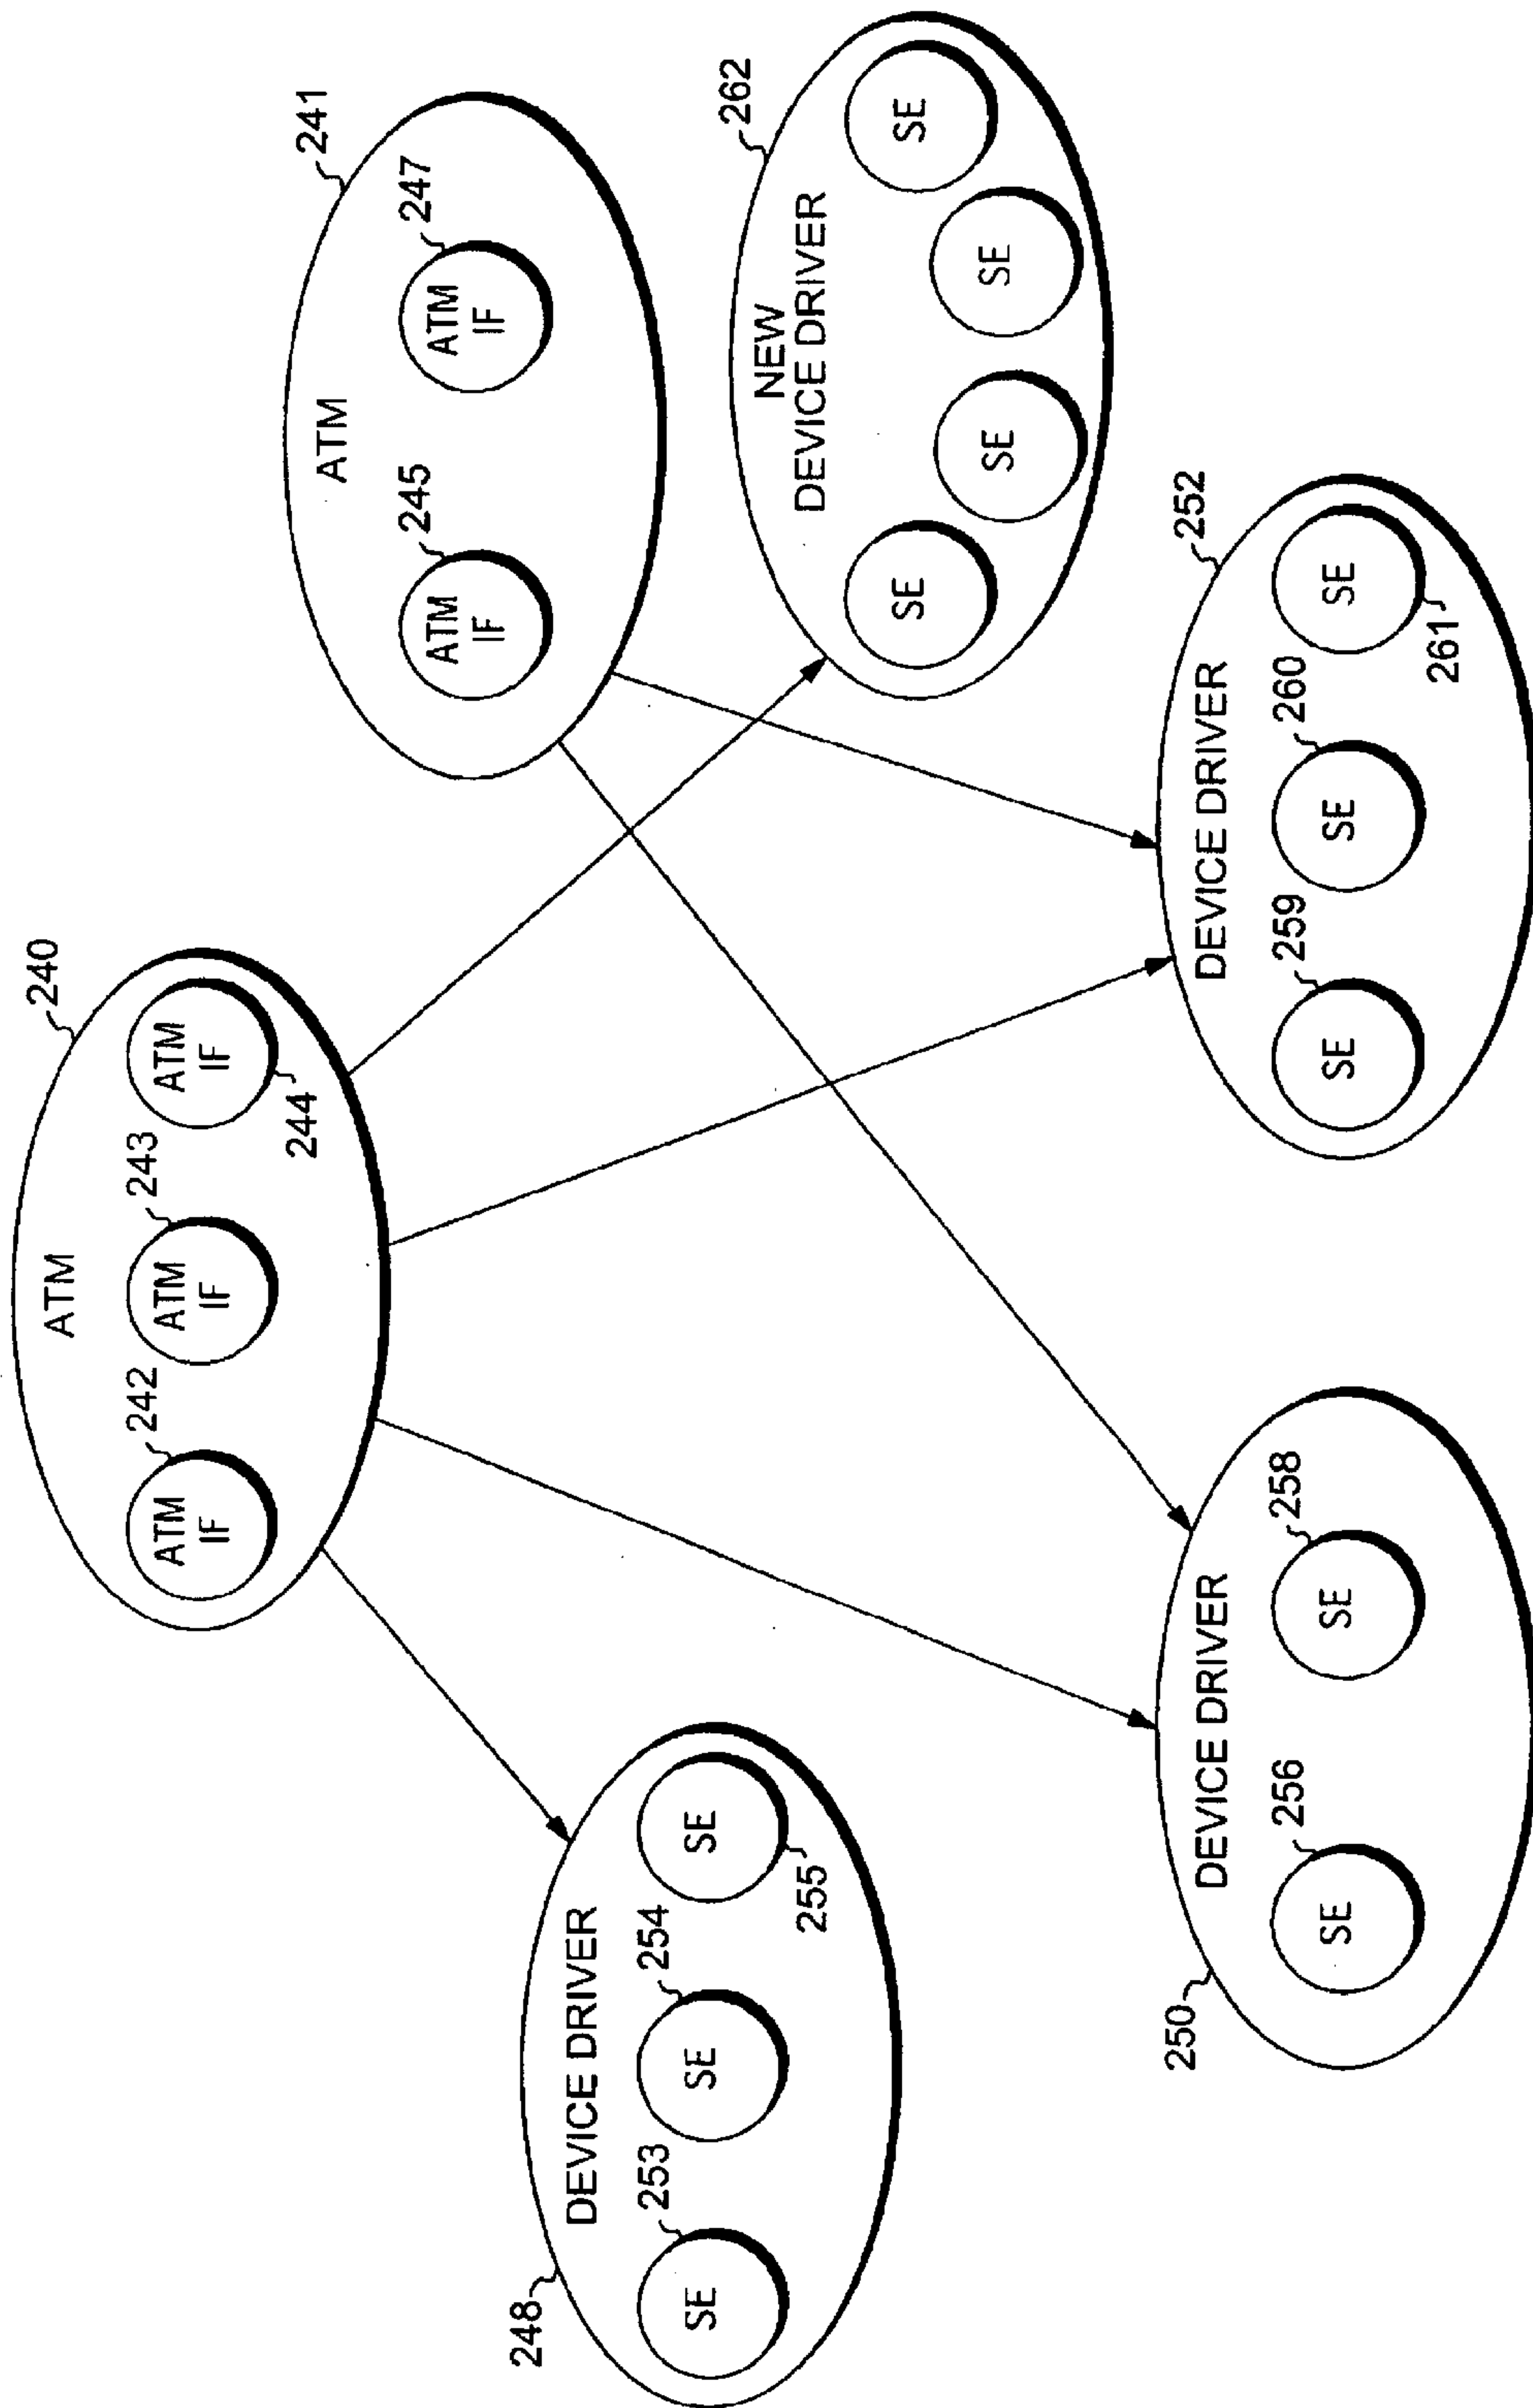 240
ATM
242
243
ATM
IF
ATM
IF
ATM
IF
244
241
ATM
245
247
ATM
IF
ATM
IF
248
DEVICE DRIVER
253
254
SE
SE
SE
255
262
NEW
DEVICE DRIVER
SE
SE
SE
SE
250
DEVICE DRIVER
256
258
SE
SE
252
DEVICE DRIVER
259
260
SE
SE
SE
261